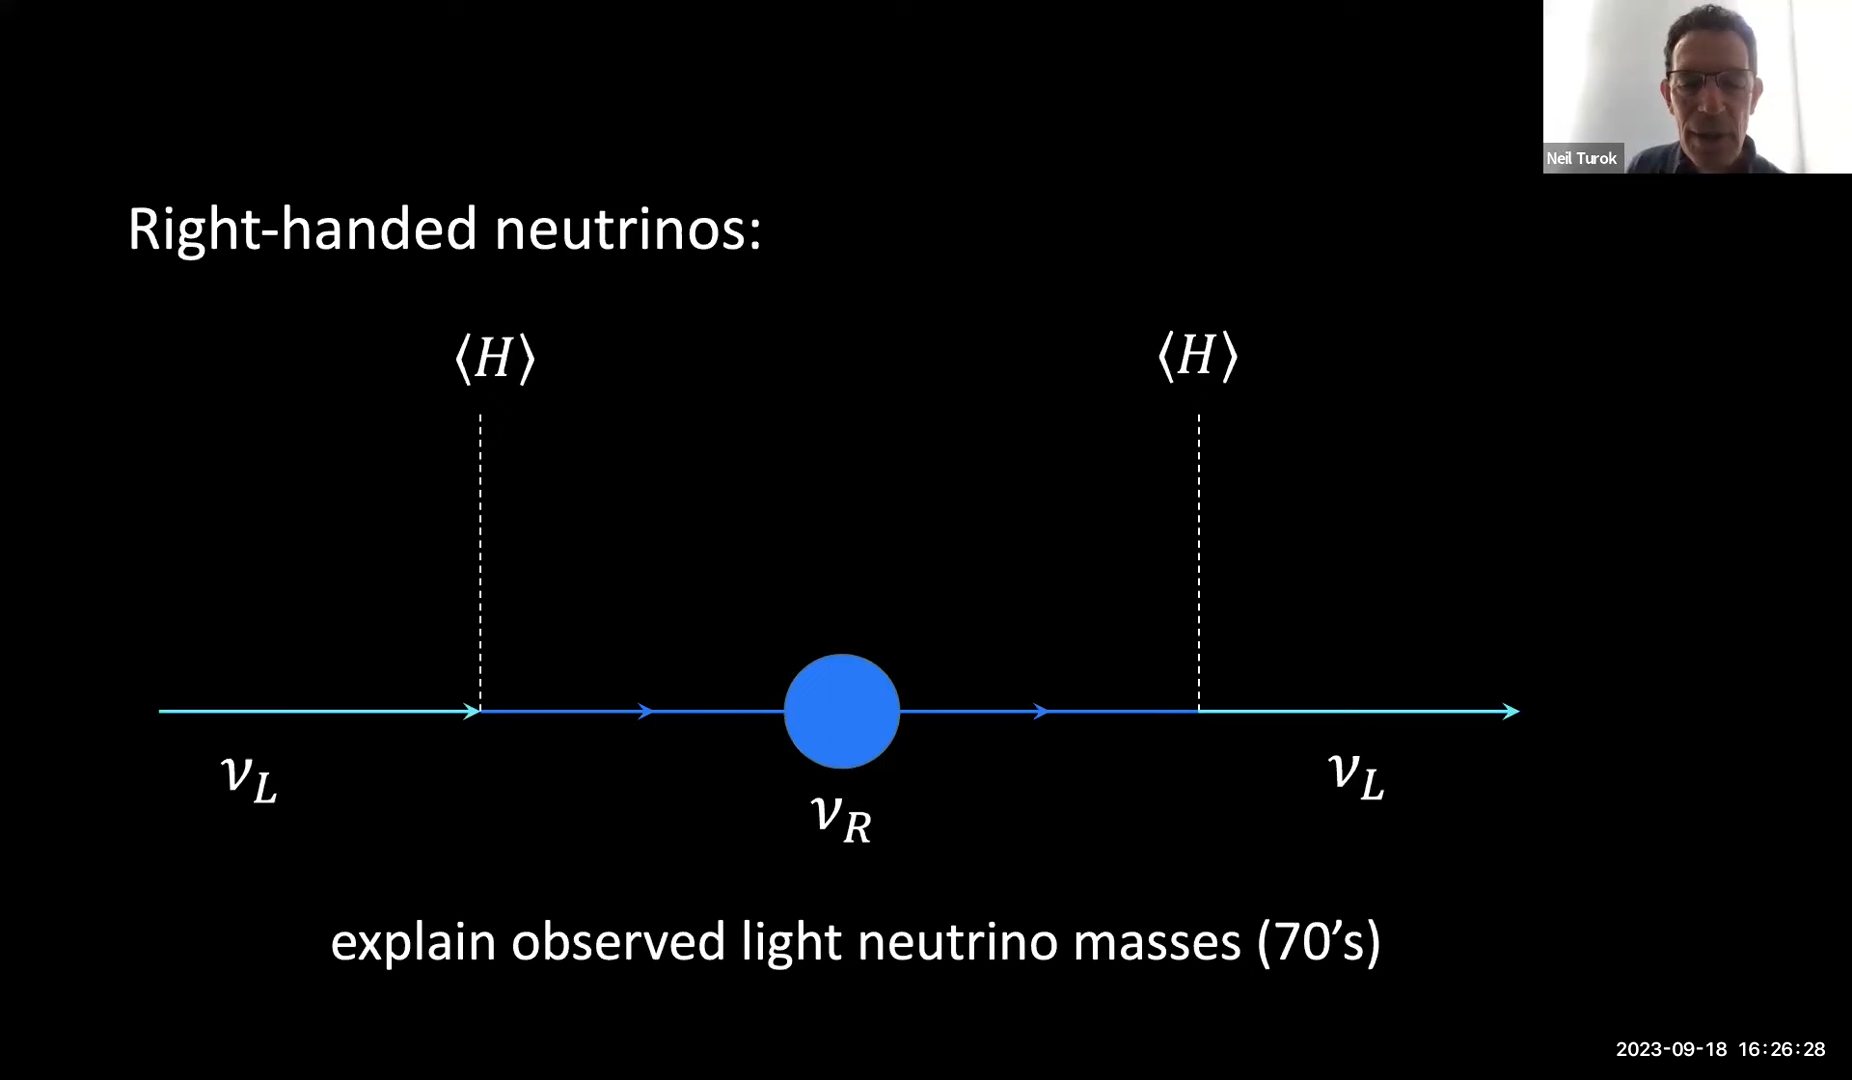 Neil Turok
Right-handed neutrinos:
⟨H⟩ ⟨H⟩
ν_L ν_R ν_L
explain observed light neutrino masses (70’s)
2023-09-18 16:26:28